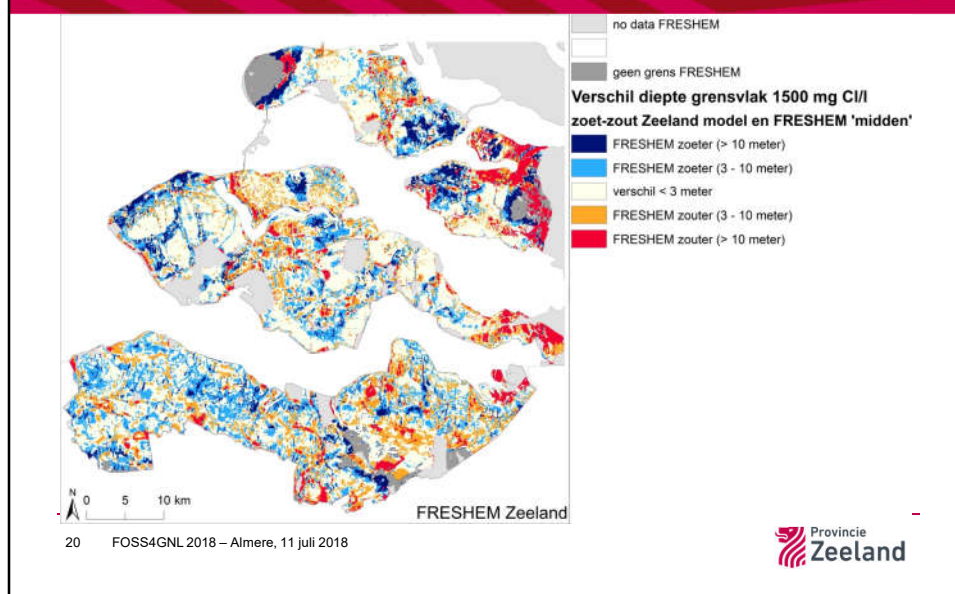 no data FRESHEM
geen grens FRESHEM
Verschil diepte grensvlak 1500 mg Cl/l
zoet-zout Zeeland model en FRESHEM 'midden'
FRESHEM zoeter (> 10 meter)
FRESHEM zoeter (3 - 10 meter)
verschil < 3 meter
FRESHEM zouter (3 - 10 meter)
FRESHEM zouter (> 10 meter)
N
0 5 10 km
FRESHEM Zeeland
20 FOSS4GNL 2018 – Almere, 11 juli 2018
Provincie
Zeeland